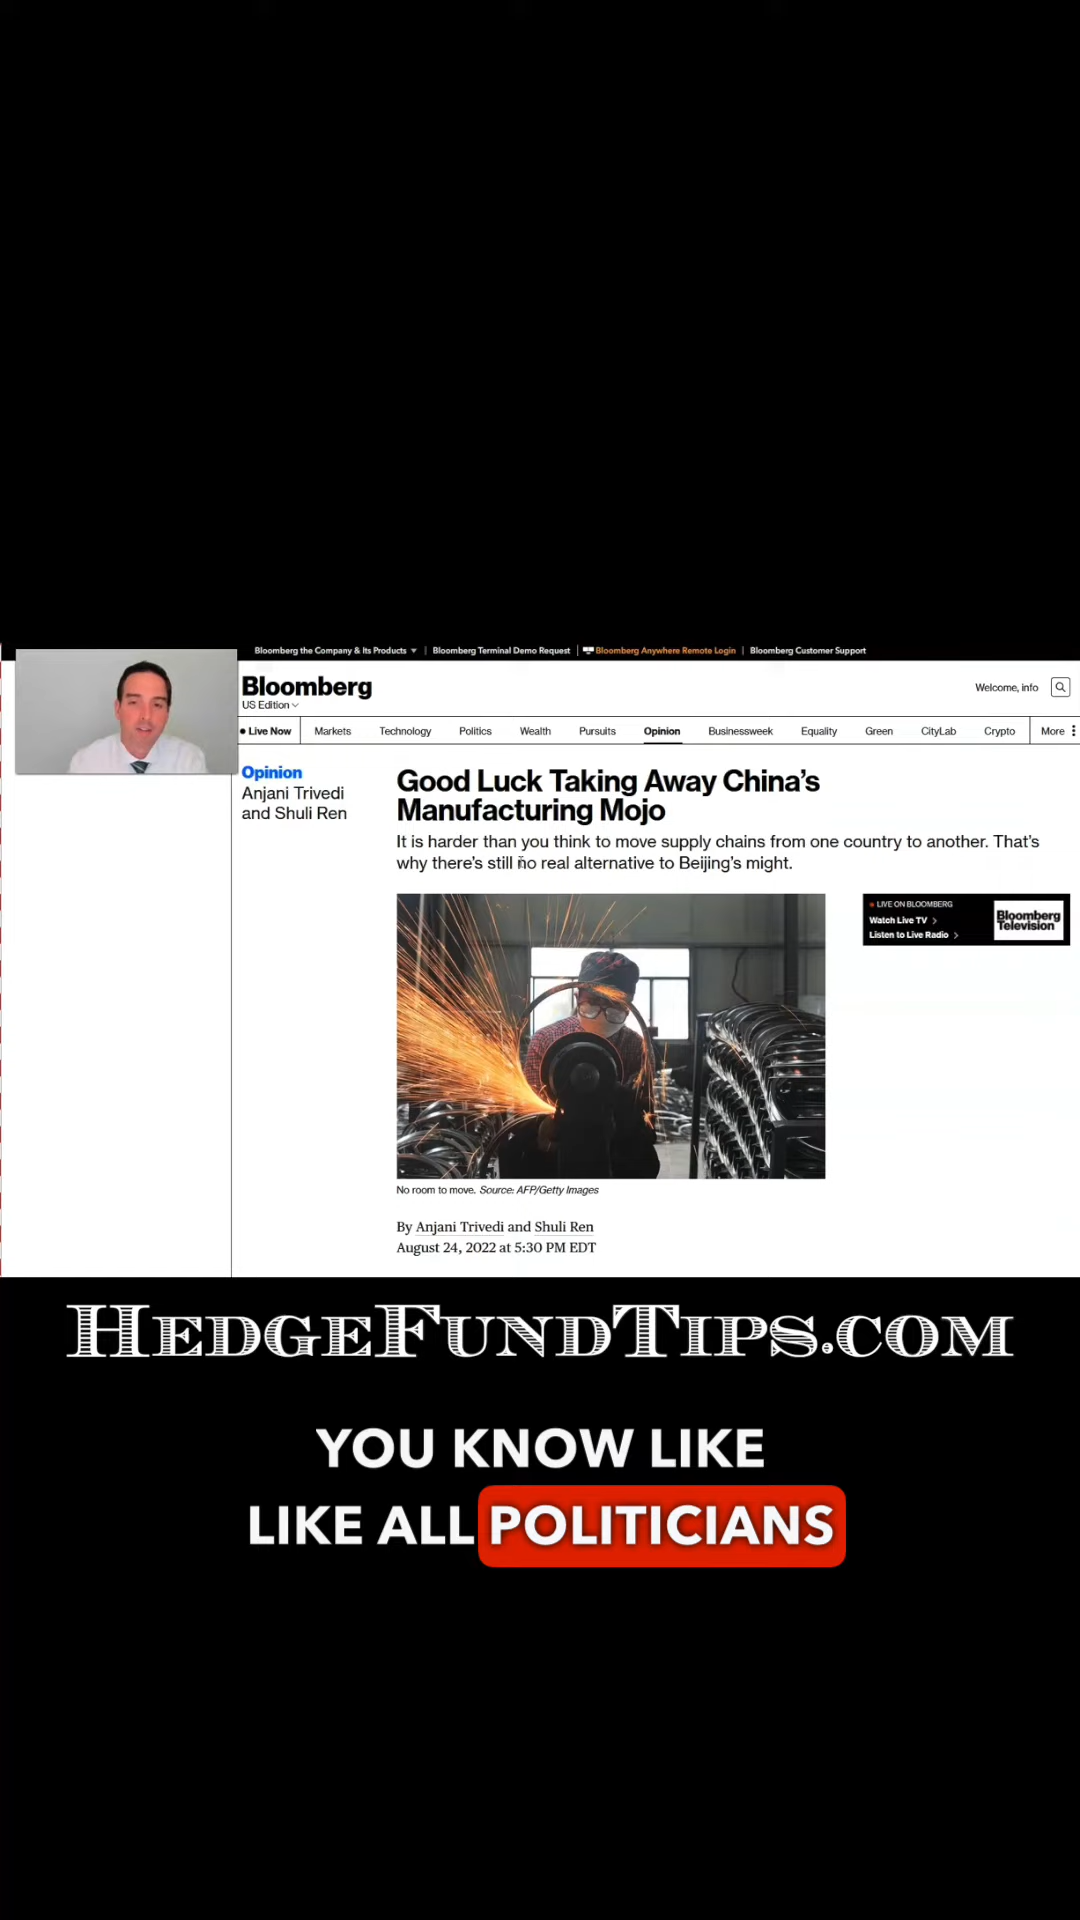 Bloomberg the Company & Its Products ▾ | Bloomberg Terminal Demo Request | Bloomberg Anywhere Remote Login | Bloomberg Customer Support
Bloomberg
US Edition
Welcome, info
Live Now Markets Technology Politics Wealth Pursuits Opinion Businessweek Equality Green CityLab Crypto More
Opinion
Anjani Trivedi
and Shuli Ren
Good Luck Taking Away China's
Manufacturing Mojo
It is harder than you think to move supply chains from one country to another. That's
why there's still no real alternative to Beijing's might.
LIVE ON BLOOMBERG
Watch Live TV >
Listen to Live Radio >
Bloomberg
Television
No room to move. Source: AFP/Getty Images
By Anjani Trivedi and Shuli Ren
August 24, 2022 at 5:30 PM EDT
HEDGEFUNDTIPS.COM
YOU KNOW LIKE
LIKE ALL POLITICIANS